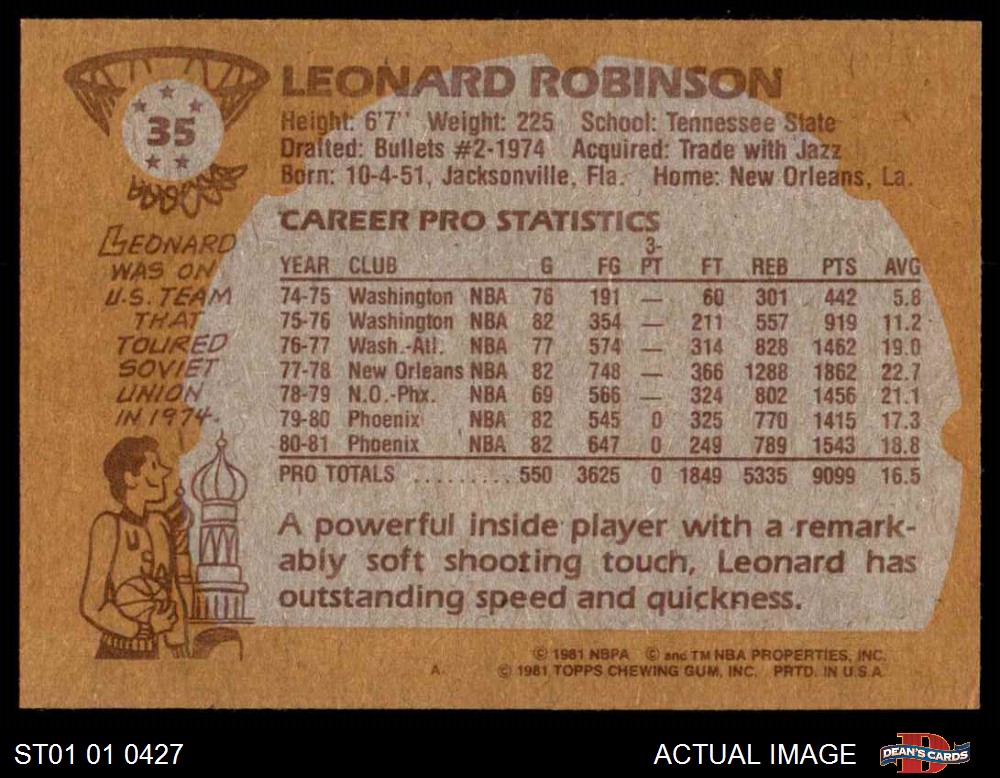 35
LEONARD ROBINSON
Height: 6'7" Weight: 225 School: Tennessee State
Drafted: Bullets #2-1974 Acquired: Trade with Jazz
Born: 10-4-51, Jacksonville, Fla. Home: New Orleans, La.
LEONARD
WAS ON
U.S. TEAM
THAT
TOURED
SOVIET
UNION
IN 1974.
USA
CAREER PRO STATISTICS
YEAR CLUB G FG 3-PT FT REB PTS AVG
74-75 Washington NBA 76 191 — 60 301 442 5.8
75-76 Washington NBA 82 354 — 211 557 919 11.2
76-77 Wash.-Atl. NBA 77 574 — 314 828 1462 19.0
77-78 New Orleans NBA 82 748 — 366 1288 1862 22.7
78-79 N.O.-Phx. NBA 69 566 — 324 802 1456 21.1
79-80 Phoenix NBA 82 545 0 325 770 1415 17.3
80-81 Phoenix NBA 82 647 0 249 789 1543 18.8
PRO TOTALS ......... 550 3625 0 1849 5335 9099 16.5
A powerful inside player with a remark-
ably soft shooting touch, Leonard has
outstanding speed and quickness.
© 1981 NBPA © and TM NBA PROPERTIES, INC.
A. © 1981 TOPPS CHEWING GUM, INC. PRTD. IN U.S.A.
ST01 01 0427
ACTUAL IMAGE
D
DEAN'S CARDS